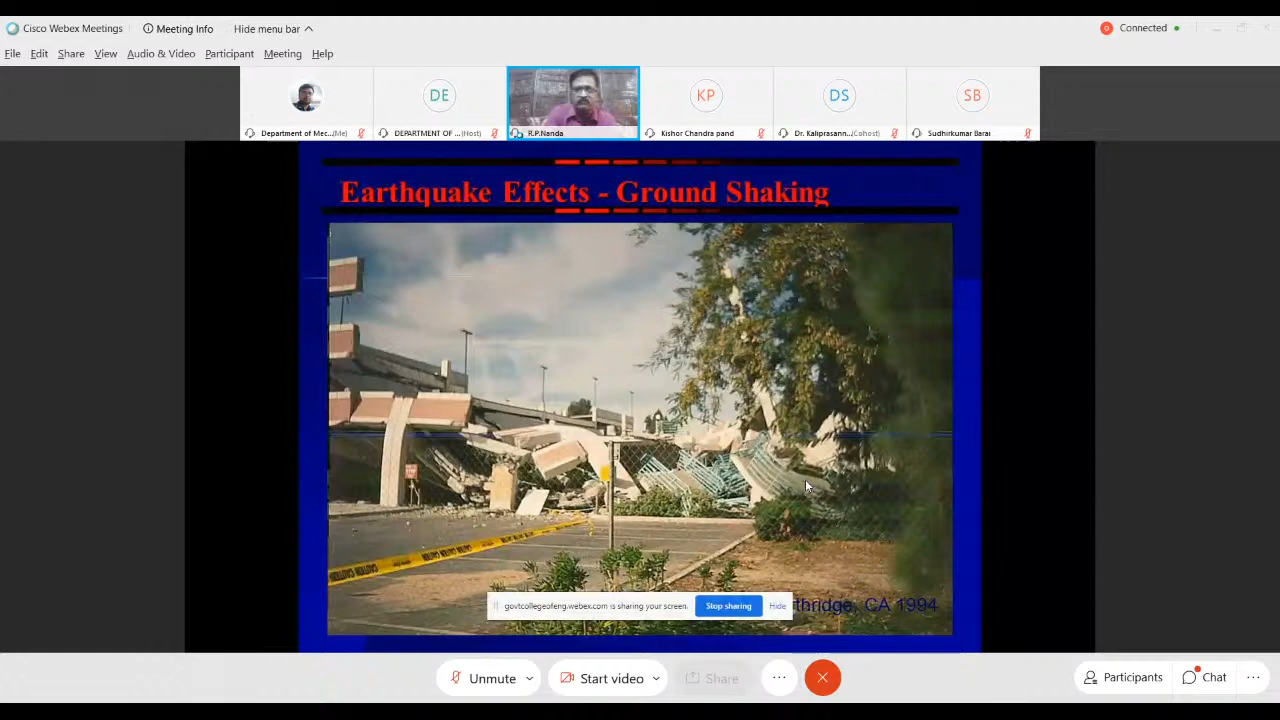 Cisco Webex Meetings Meeting Info Hide menu bar Connected
File Edit Share View Audio & Video Participant Meeting Help
DE KP DS SB
Department of Mec... (Me) DEPARTMENT OF ... (Host) R.P.Nanda Kishor Chandra pand Dr. Kaliprasann... (Cohost) Sudhirkumar Barai
Earthquake Effects - Ground Shaking
CAUTION CAUTION CAUTION
govtcollegeofeng.webex.com is sharing your screen. Stop sharing Hide
thridge, CA 1994
Unmute Start video Share Participants Chat